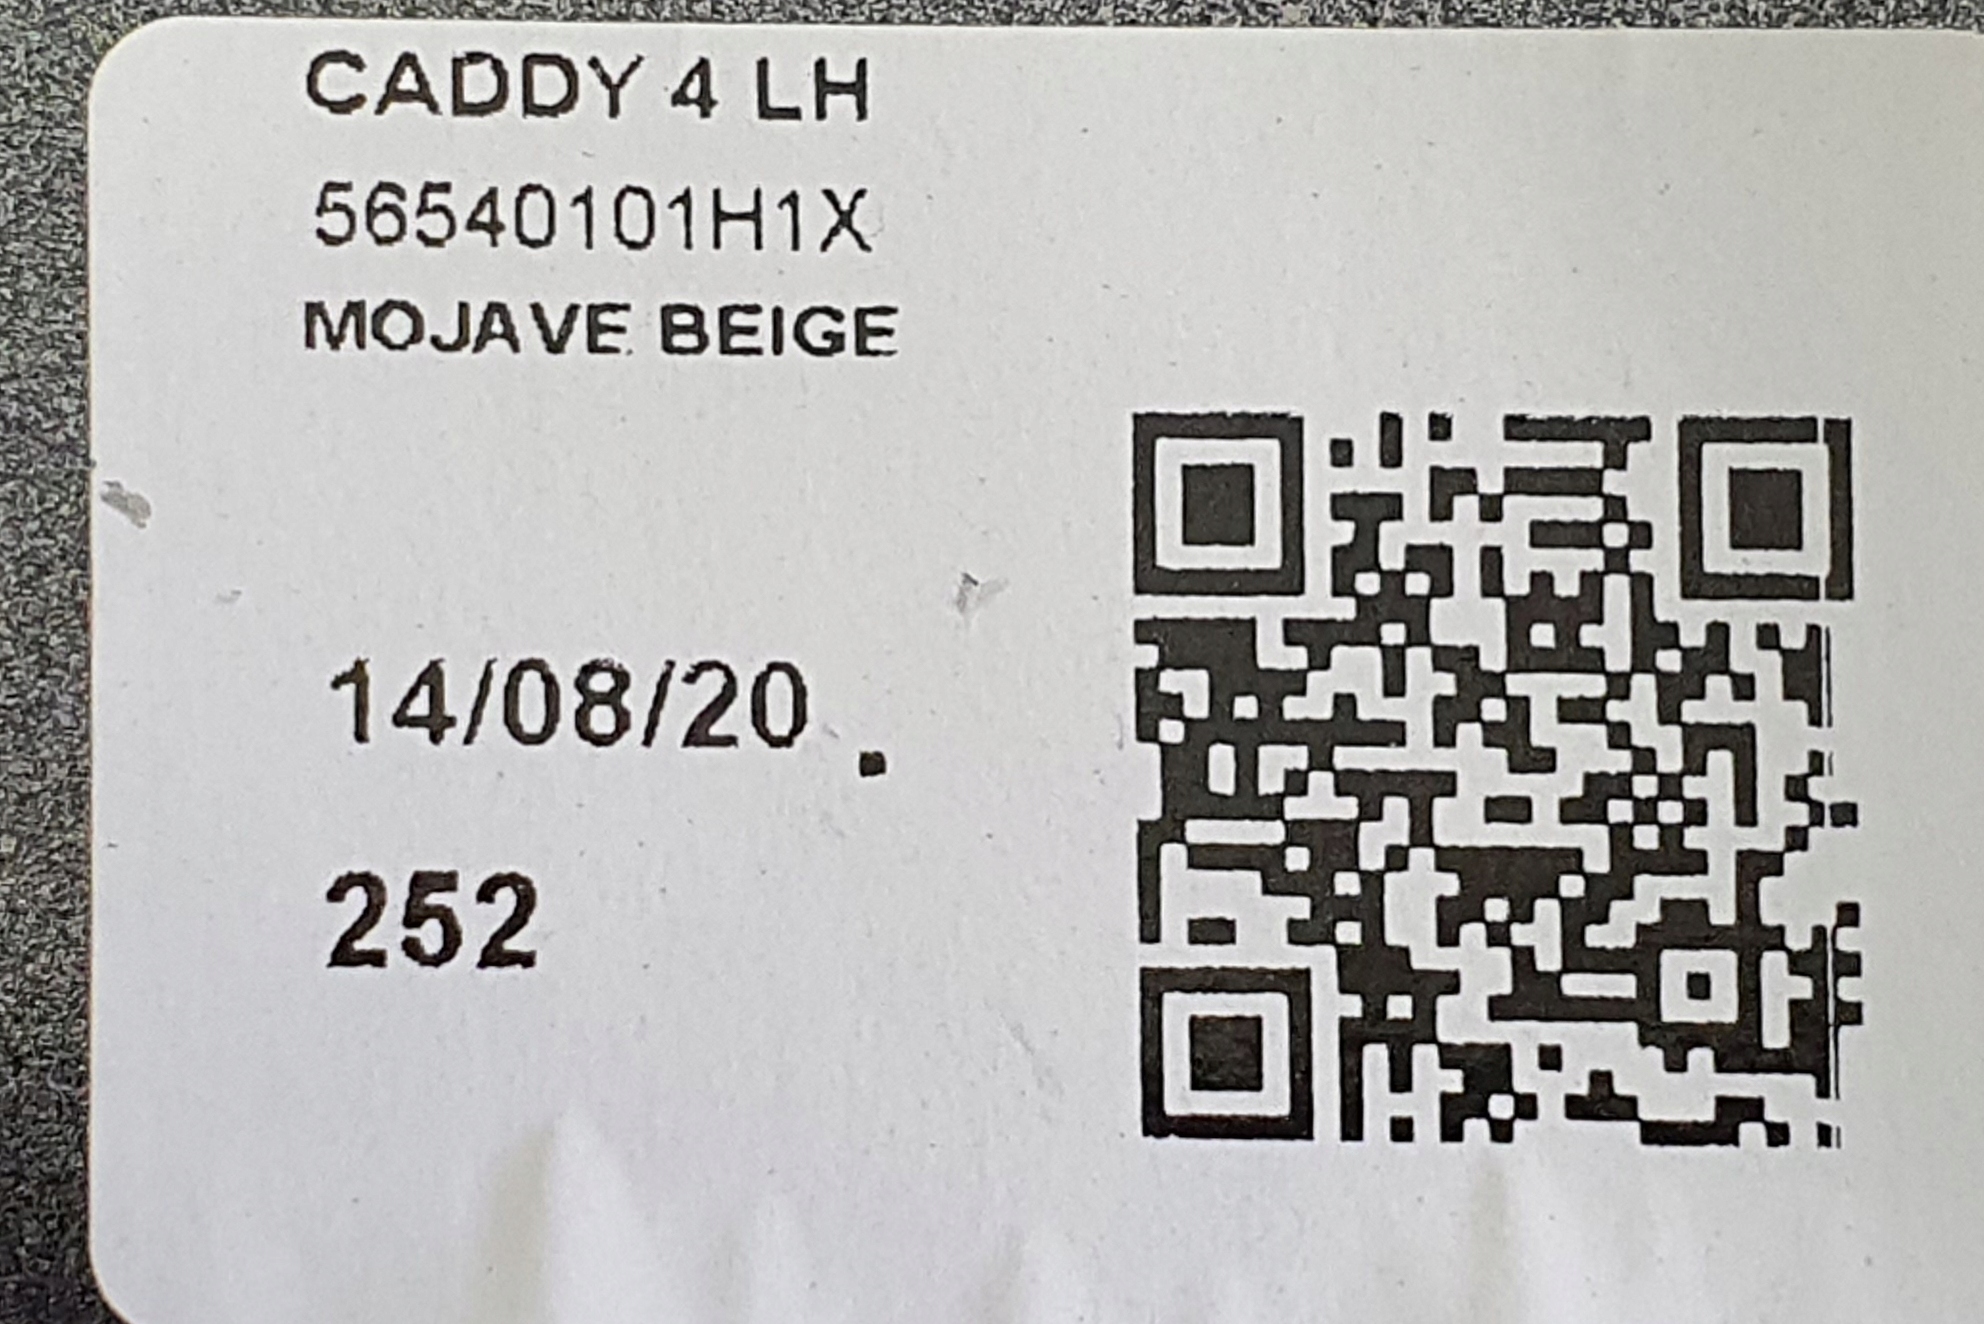 CADDY 4 LH
56540101H1X
MOJAVE BEIGE
14/08/20 .
252